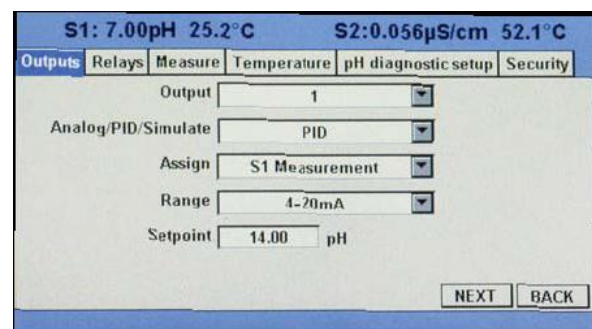 S1: 7.00pH 25.2°C S2:0.056µS/cm 52.1°C
Outputs Relays Measure Temperature pH diagnostic setup Security
Output 1
Analog/PID/Simulate PID
Assign S1 Measurement
Range 4-20mA
Setpoint 14.00 pH
NEXT BACK